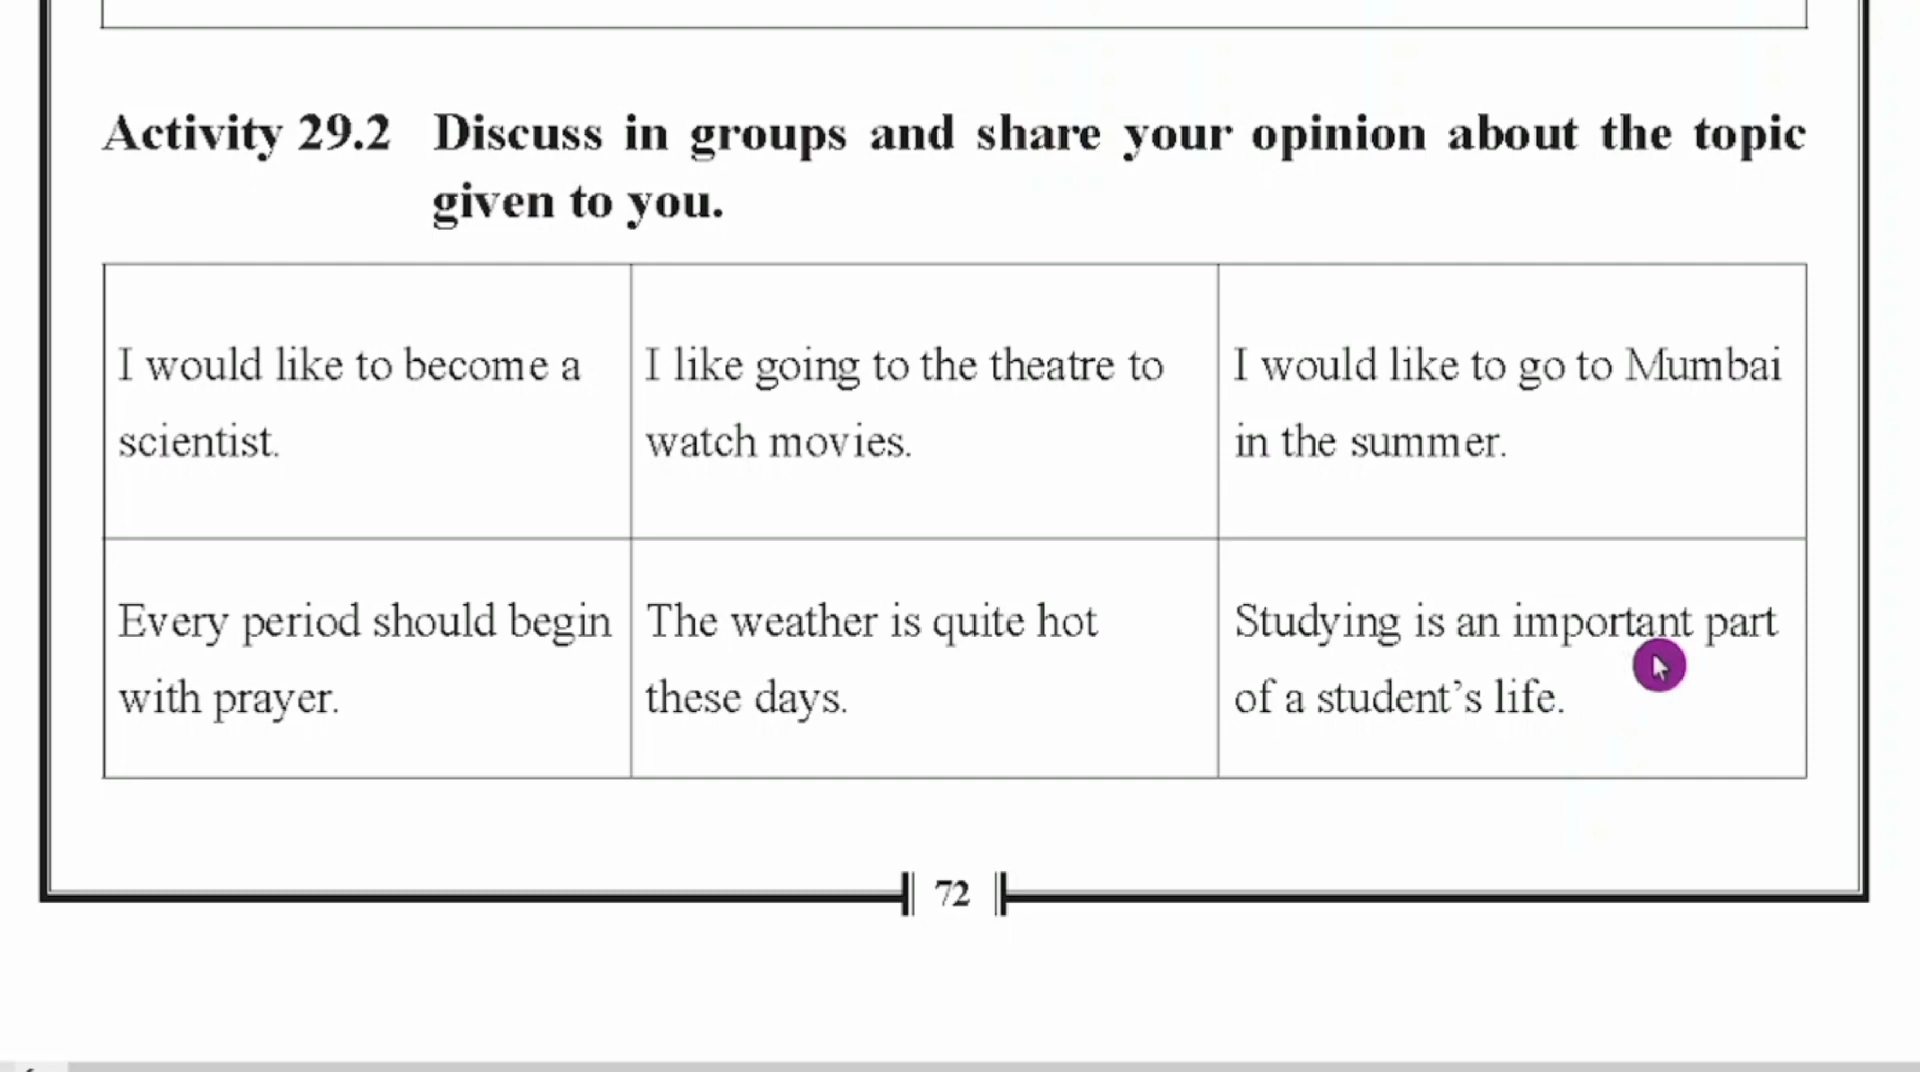 Activity 29.2 Discuss in groups and share your opinion about the topic
given to you.
I would like to become a
scientist.
I like going to the theatre to
watch movies.
I would like to go to Mumbai
in the summer.
Every period should begin
with prayer.
The weather is quite hot
these days.
Studying is an important part
of a student’s life.
72